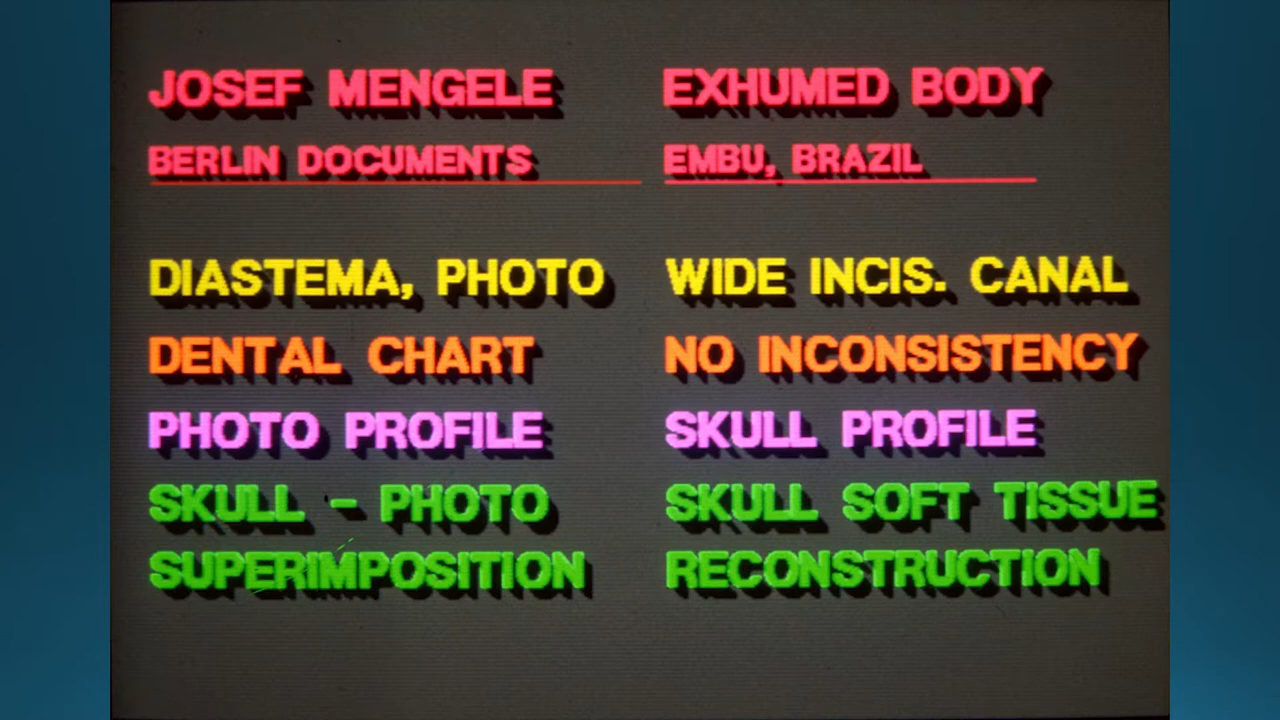 JOSEF MENGELE EXHUMED BODY
BERLIN DOCUMENTS EMBU, BRAZIL
DIASTEMA, PHOTO WIDE INCIS. CANAL
DENTAL CHART NO INCONSISTENCY
PHOTO PROFILE SKULL PROFILE
SKULL - PHOTO SKULL SOFT TISSUE
SUPERIMPOSITION RECONSTRUCTION